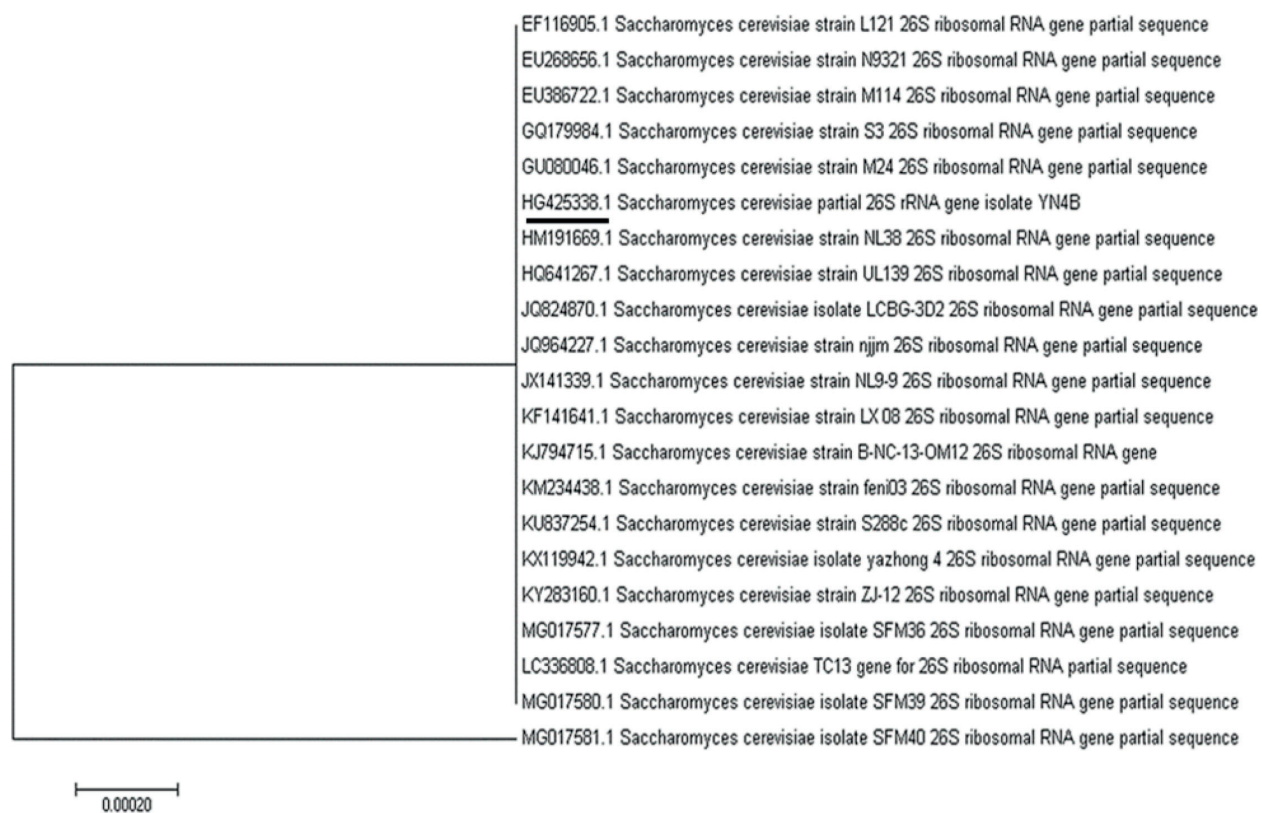 EF116905.1 Saccharomyces cerevisiae strain L121 26S ribosomal RNA gene partial sequence
EU268656.1 Saccharomyces cerevisiae strain N9321 26S ribosomal RNA gene partial sequence
EU386722.1 Saccharomyces cerevisiae strain M114 26S ribosomal RNA gene partial sequence
GQ179984.1 Saccharomyces cerevisiae strain S3 26S ribosomal RNA gene partial sequence
GU080046.1 Saccharomyces cerevisiae strain M24 26S ribosomal RNA gene partial sequence
HG425338.1 Saccharomyces cerevisiae partial 26S rRNA gene isolate YN4B
HM191669.1 Saccharomyces cerevisiae strain NL38 26S ribosomal RNA gene partial sequence
HQ641267.1 Saccharomyces cerevisiae strain UL139 26S ribosomal RNA gene partial sequence
JQ824870.1 Saccharomyces cerevisiae isolate LCBG-3D2 26S ribosomal RNA gene partial sequence
JQ964227.1 Saccharomyces cerevisiae strain njjm 26S ribosomal RNA gene partial sequence
JX141339.1 Saccharomyces cerevisiae strain NL9-9 26S ribosomal RNA gene partial sequence
KF141641.1 Saccharomyces cerevisiae strain LX 08 26S ribosomal RNA gene partial sequence
KJ794715.1 Saccharomyces cerevisiae strain B-NC-13-OM12 26S ribosomal RNA gene
KM234438.1 Saccharomyces cerevisiae strain feni03 26S ribosomal RNA gene partial sequence
KU837254.1 Saccharomyces cerevisiae strain S288c 26S ribosomal RNA gene partial sequence
KX119942.1 Saccharomyces cerevisiae isolate yazhong 4 26S ribosomal RNA gene partial sequence
KY283160.1 Saccharomyces cerevisiae strain ZJ-12 26S ribosomal RNA gene partial sequence
MG017577.1 Saccharomyces cerevisiae isolate SFM36 26S ribosomal RNA gene partial sequence
LC336808.1 Saccharomyces cerevisiae TC13 gene for 26S ribosomal RNA partial sequence
MG017580.1 Saccharomyces cerevisiae isolate SFM39 26S ribosomal RNA gene partial sequence
MG017581.1 Saccharomyces cerevisiae isolate SFM40 26S ribosomal RNA gene partial sequence
0.00020